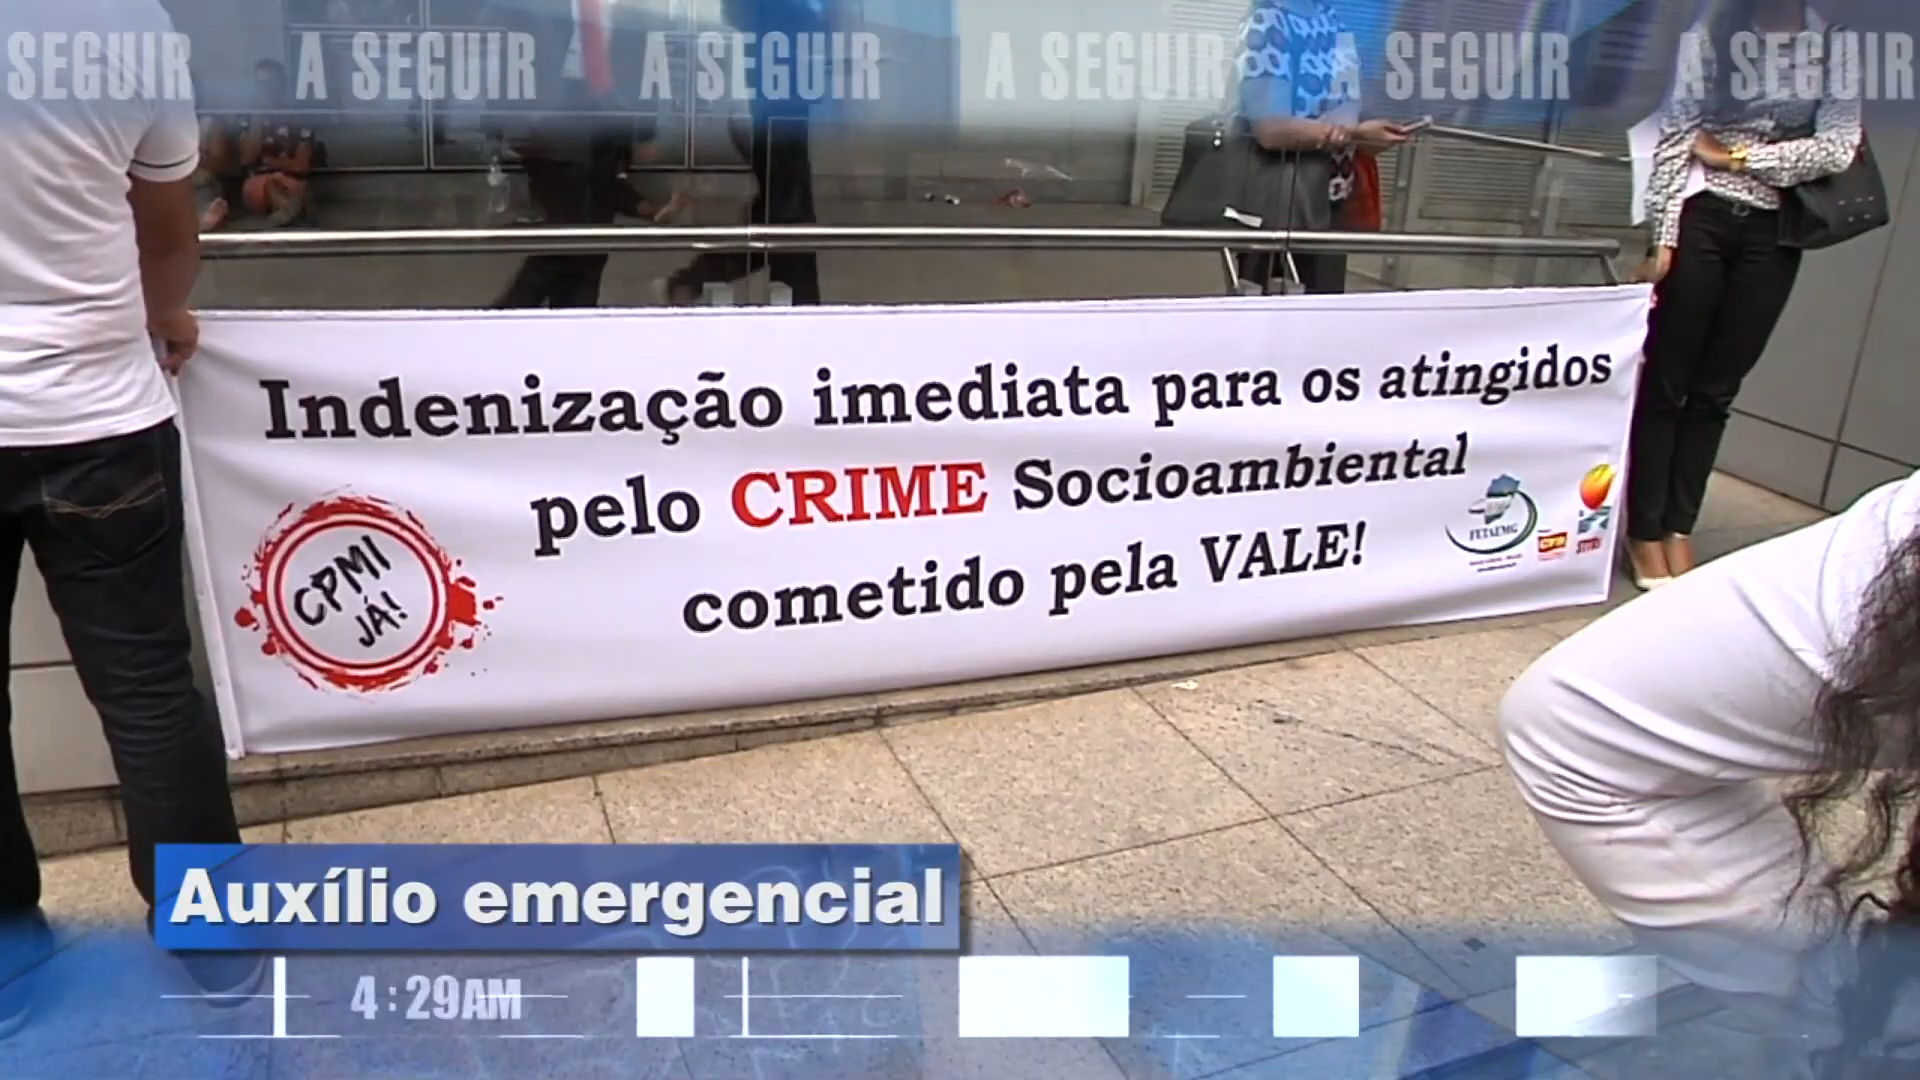 SEGUIR A SEGUIR A SEGUIR A SEGUIR A SEGUIR A SEGUIR
Indenização imediata para os atingidos
pelo CRIME Socioambiental
cometido pela VALE!
CPMI
JÁ!
FETAEMG
Auxílio emergencial
4:29AM